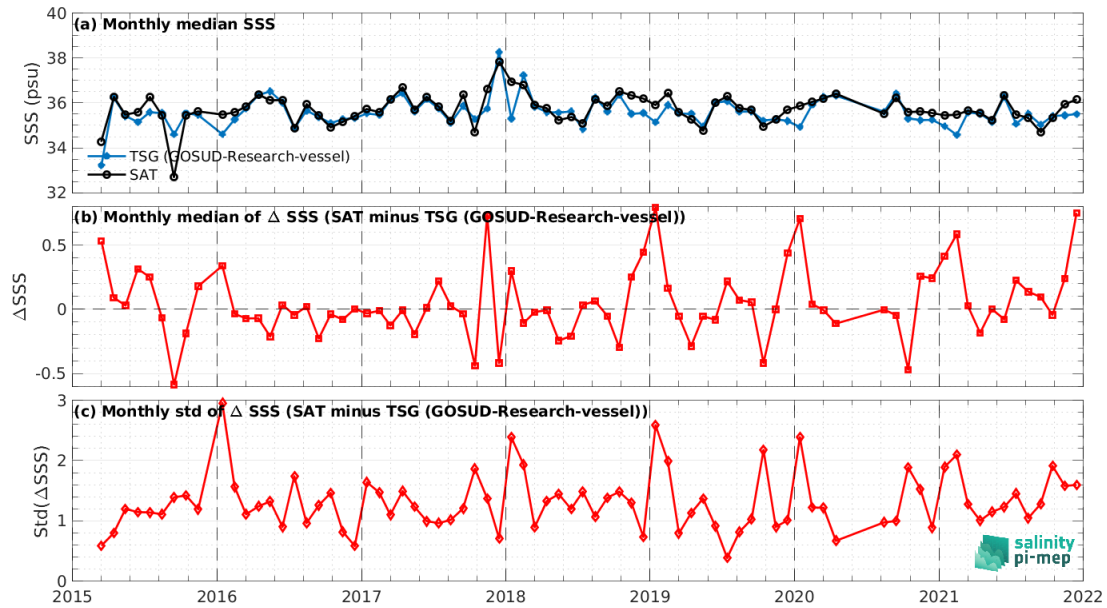 (a) Monthly median SSS
40
38
36
34
32
SSS (psu)
TSG (GOSUD-Research-vessel)
SAT
(b) Monthly median of Δ SSS (SAT minus TSG (GOSUD-Research-vessel))
0.5
0
-0.5
ΔSSS
(c) Monthly std of Δ SSS (SAT minus TSG (GOSUD-Research-vessel))
3
2
1
0
Std(ΔSSS)
salinity
pi-mep
2015 2016 2017 2018 2019 2020 2021 2022